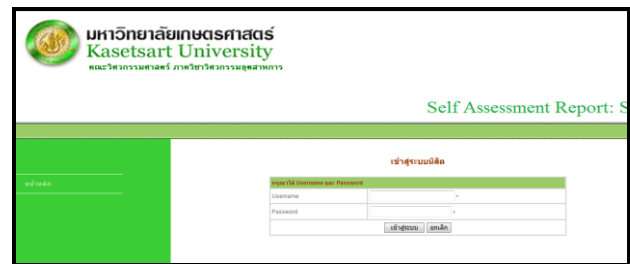 มหาวิทยาลัยเกษตรศาสตร์
Kasetsart University
คณะวิศวกรรมศาสตร์ ภาควิชาวิศวกรรมอุตสาหการ
Self Assessment Report: S
เข้าสู่ระบบนิสิต
หน้าหลัก
กรุณาใส่ Username และ Password
Username *
Password *
เข้าสู่ระบบ ยกเลิก